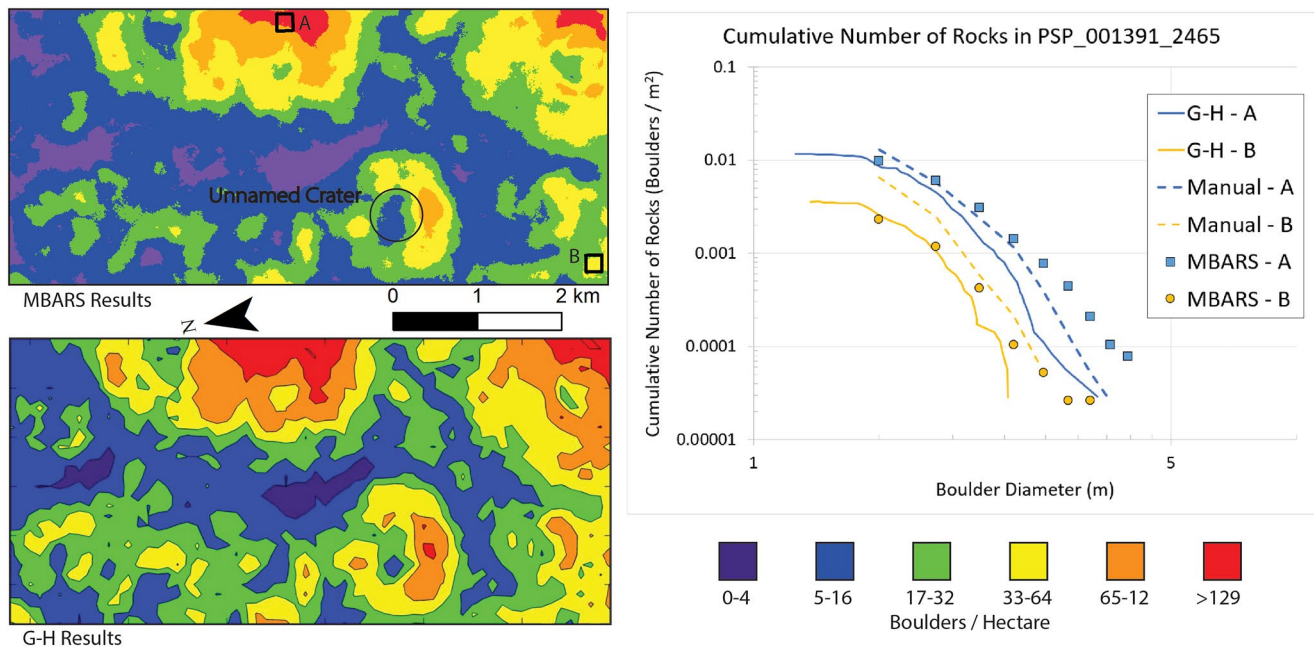 A
Unnamed Crater
B
MBARS Results
0 1 2 km
N
G-H Results
Cumulative Number of Rocks in PSP_001391_2465
Cumulative Number of Rocks (Boulders / m²)
0.1
0.01
0.001
0.0001
0.00001
1 5
Boulder Diameter (m)
G-H - A
G-H - B
Manual - A
Manual - B
MBARS - A
MBARS - B
0-4 5-16 17-32 33-64 65-12 >129
Boulders / Hectare